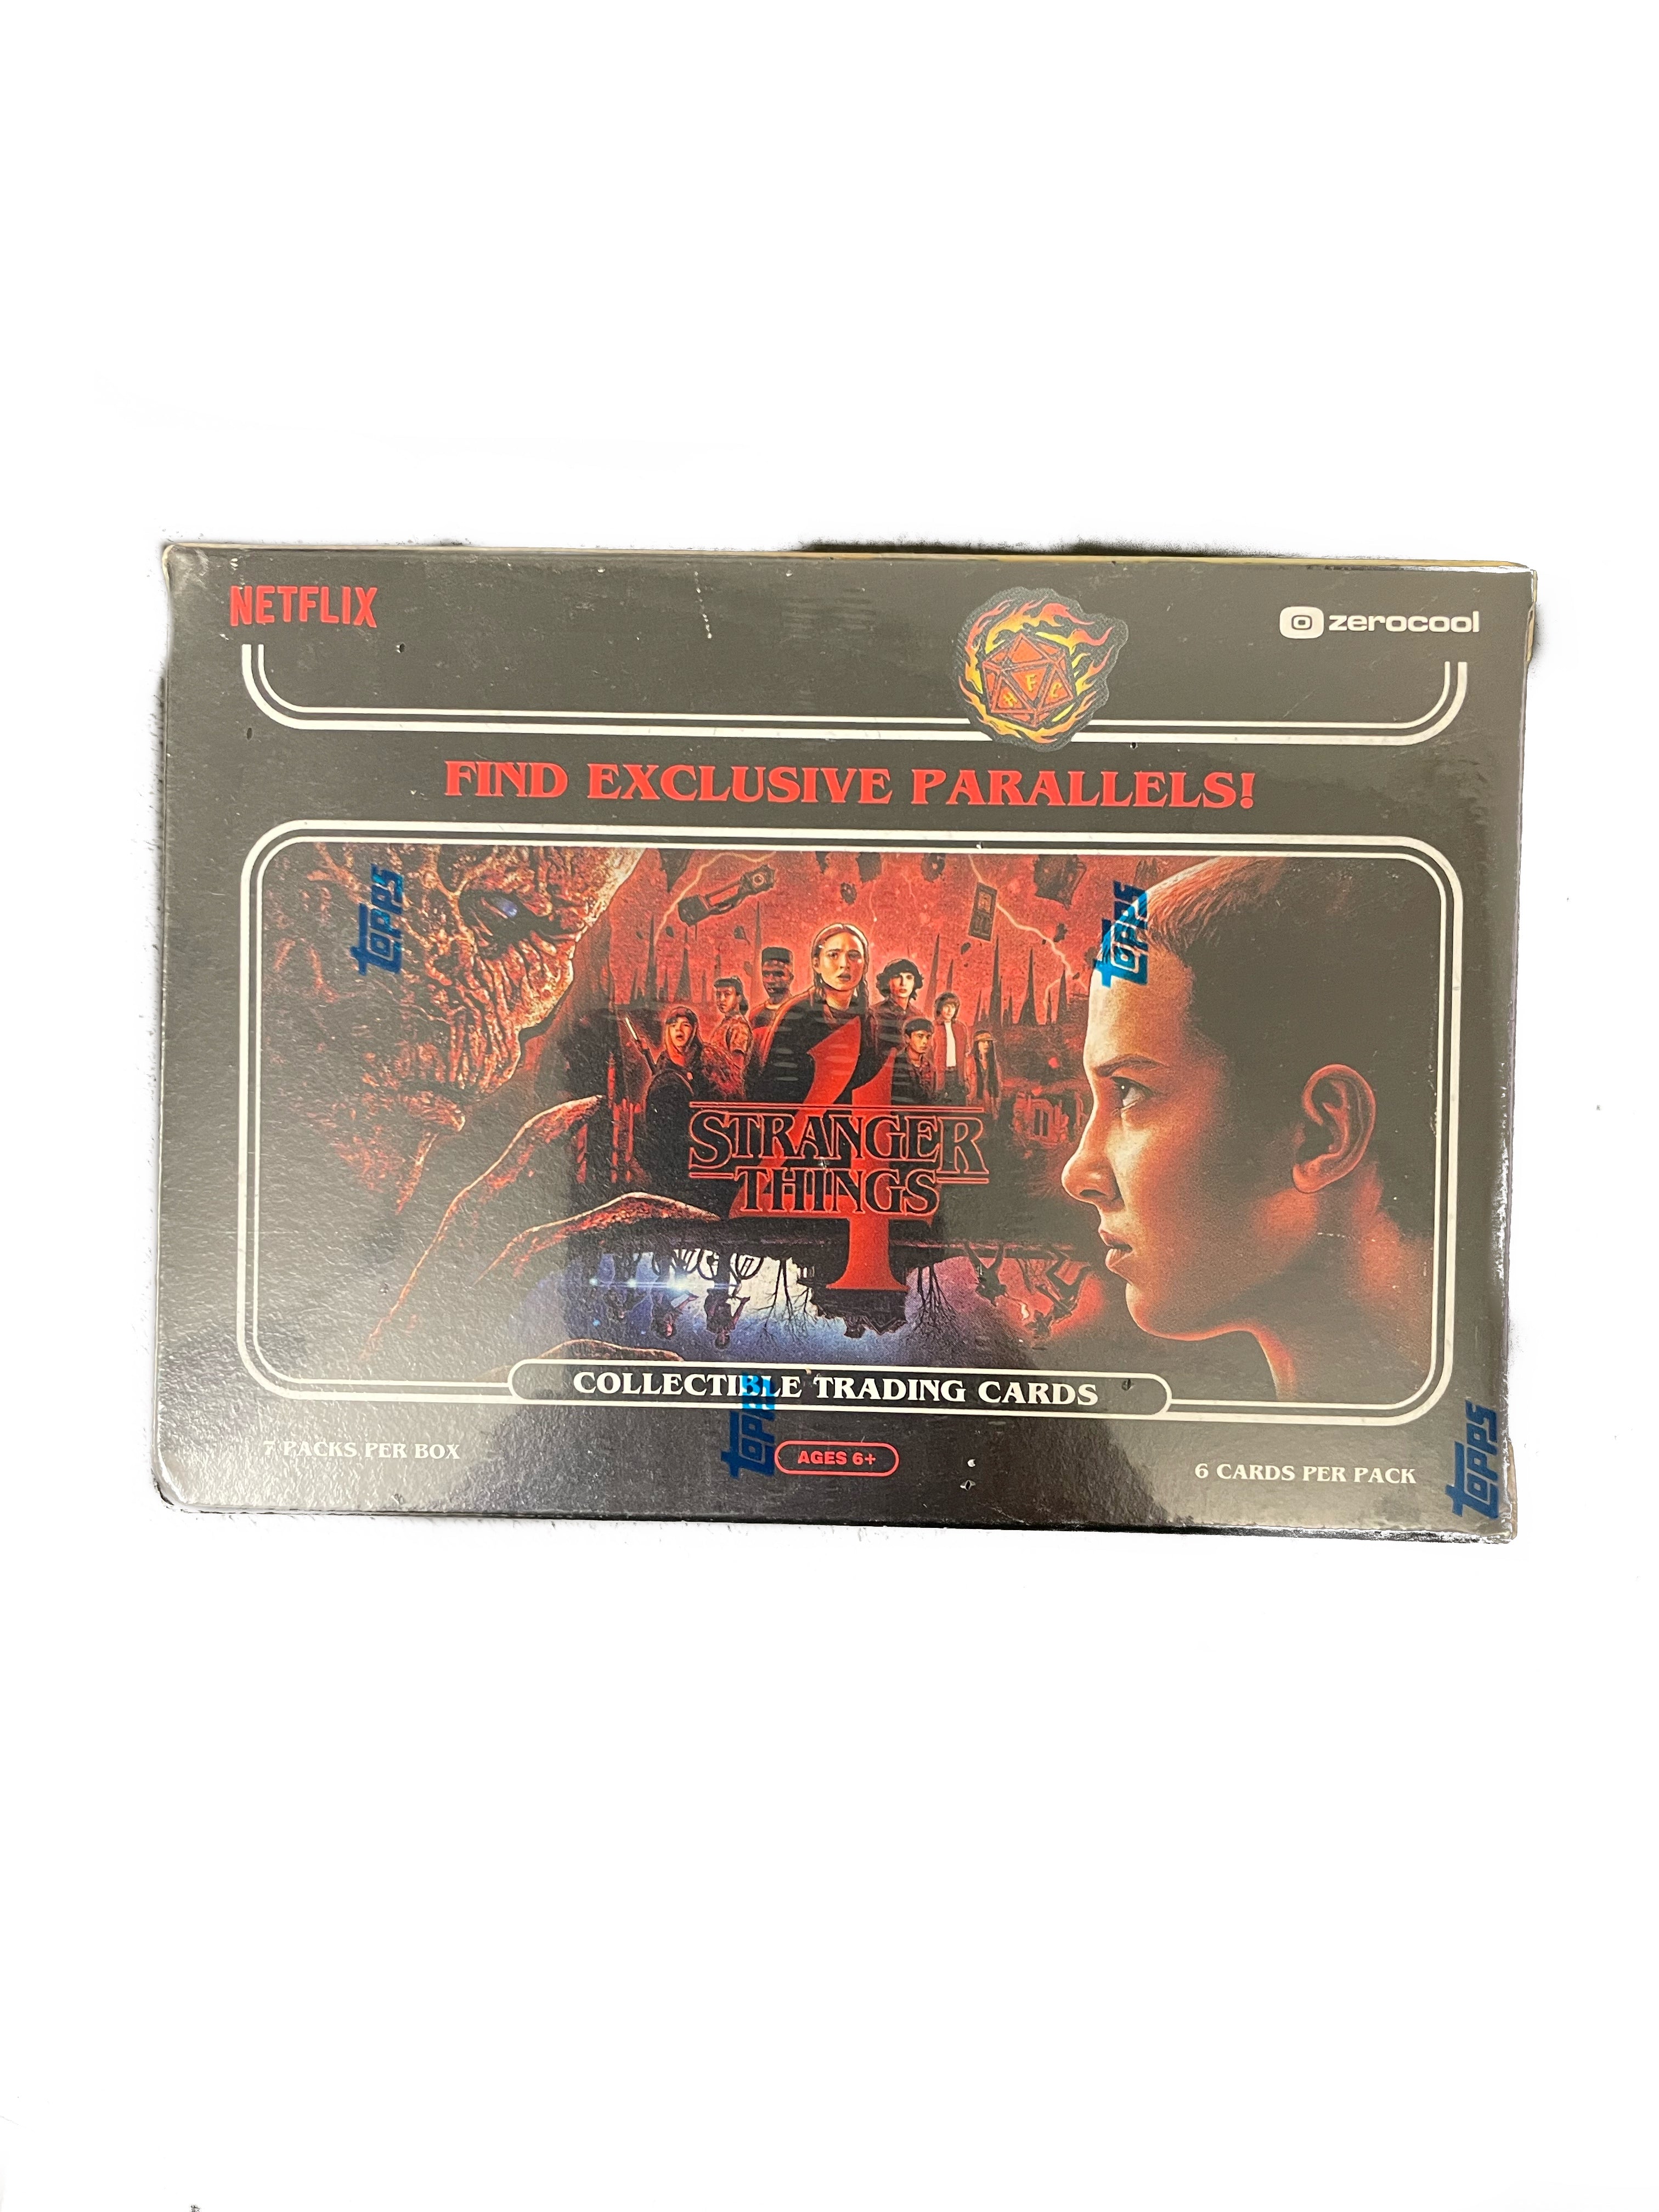 NETFLIX
zerocool
H F C
FIND EXCLUSIVE PARALLELS!
topps
topps
4
STRANGER
THINGS
COLLECTIBLE TRADING CARDS
topps
7 PACKS PER BOX
AGES 6+
6 CARDS PER PACK
topps